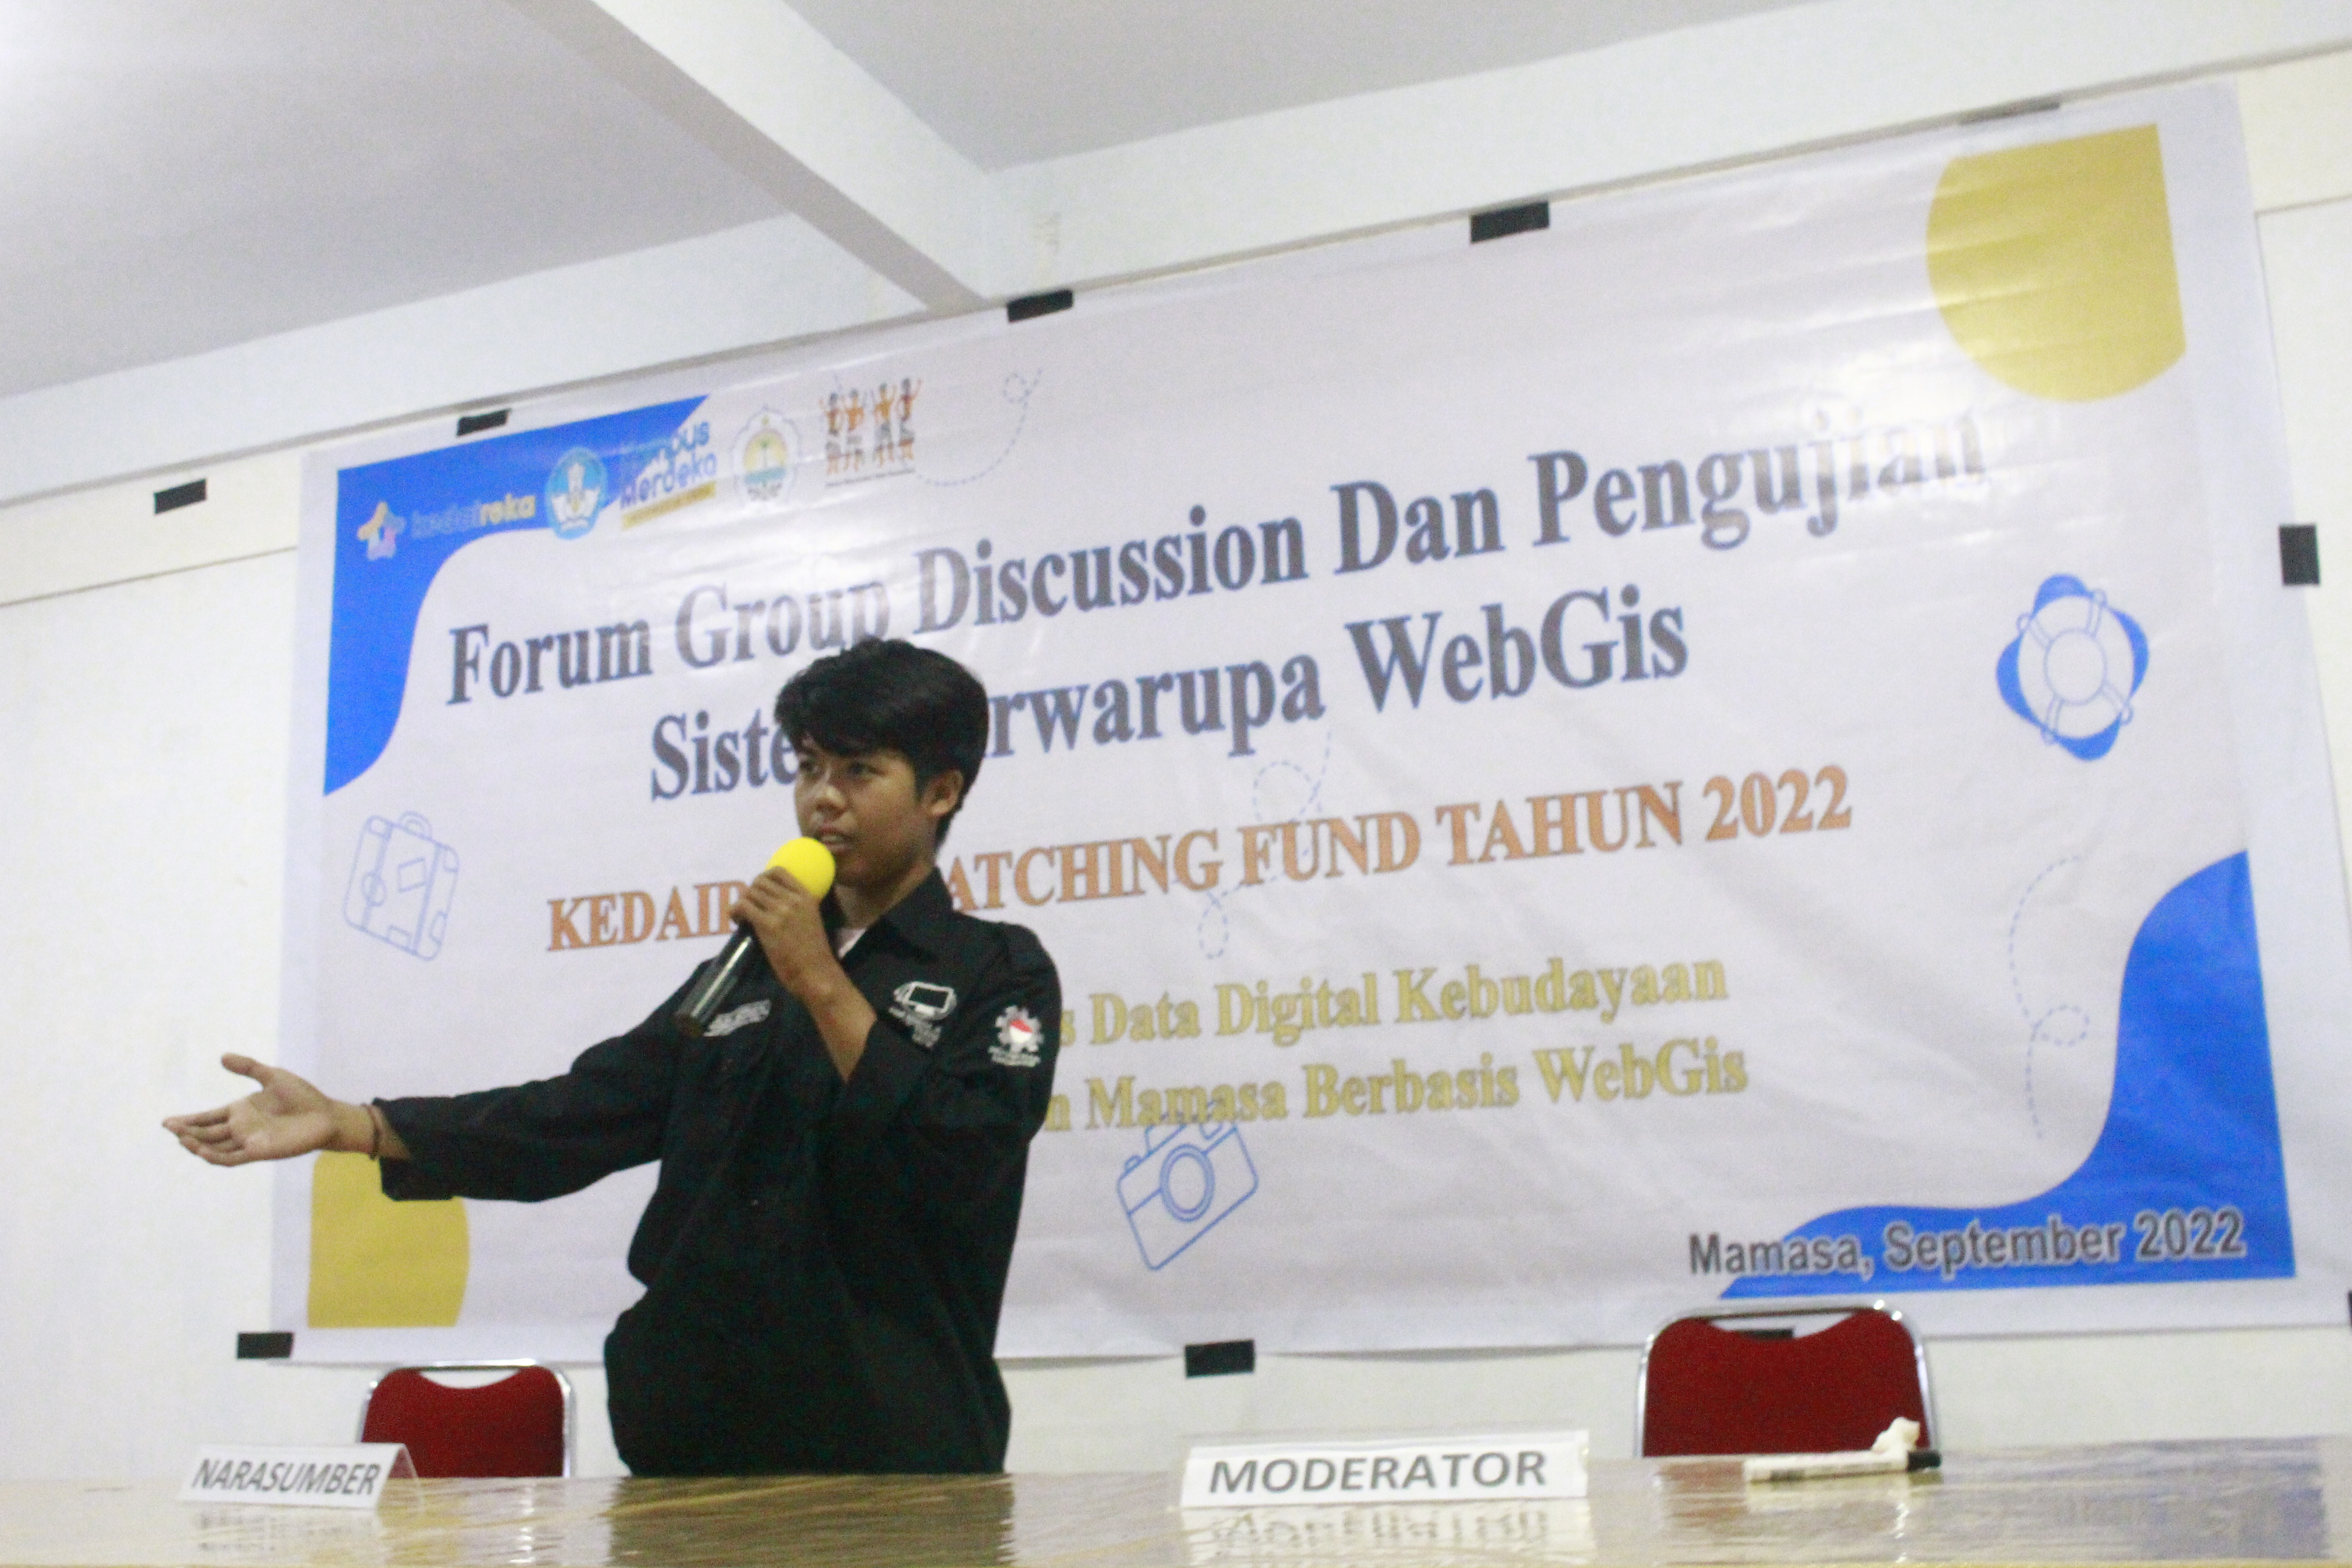 kedaireka
Kampus
Merdeka
Forum Group Discussion Dan Pengujian
Siste rwarupa WebGis
KEDAIR ATCHING FUND TAHUN 2022
s Data Digital Kebudayaan
n Mamasa Berbasis WebGis
Mamasa, September 2022
NARASUMBER
MODERATOR